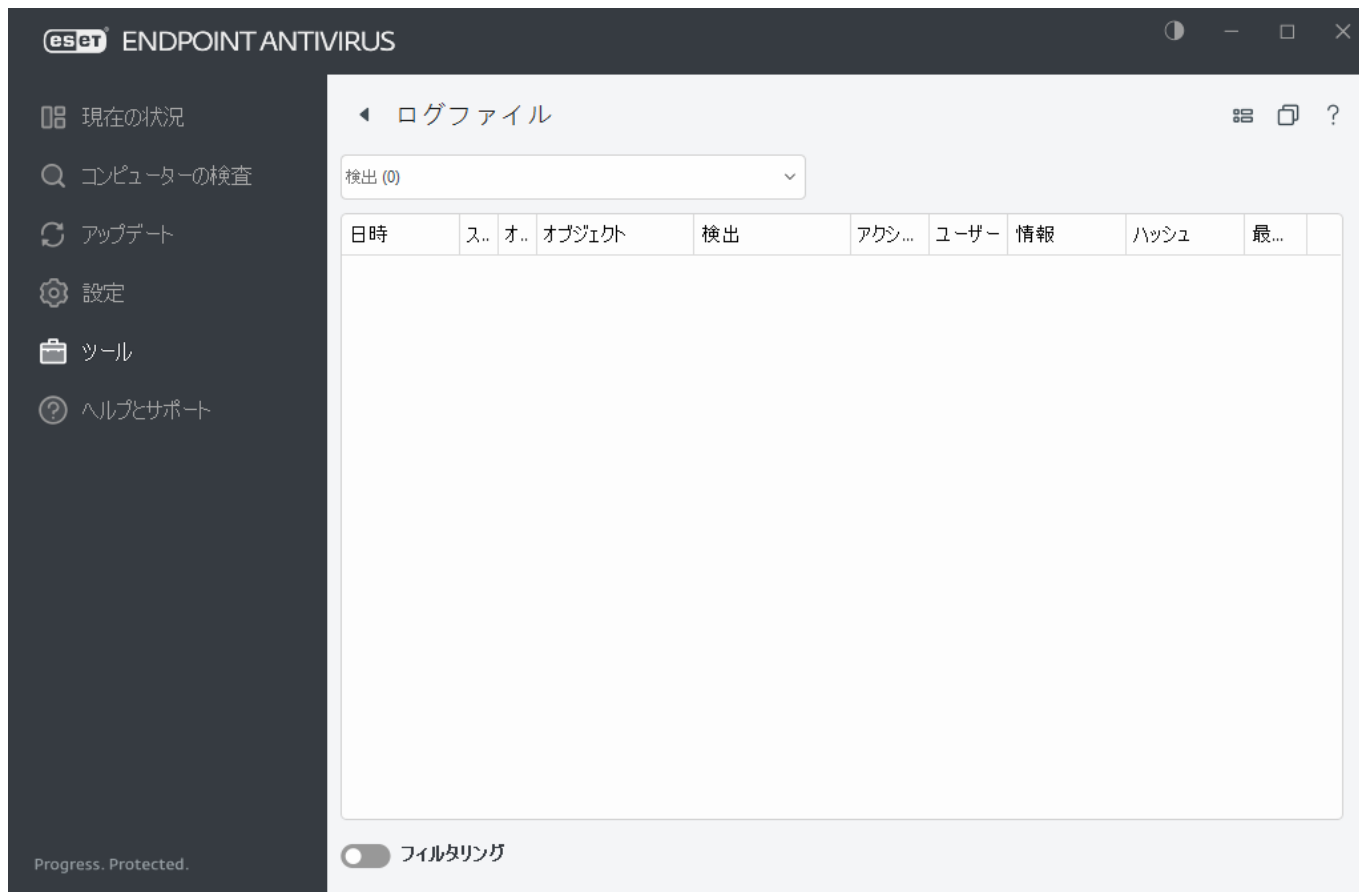 eset ENDPOINT ANTIVIRUS
現在の状況
コンピューターの検査
アップデート
設定
ツール
ヘルプとサポート
Progress. Protected.
ログファイル
?
検出 (0)
日時 ス.. オ.. オブジェクト 検出 アクシ... ユーザー 情報 ハッシュ 最...
フィルタリング